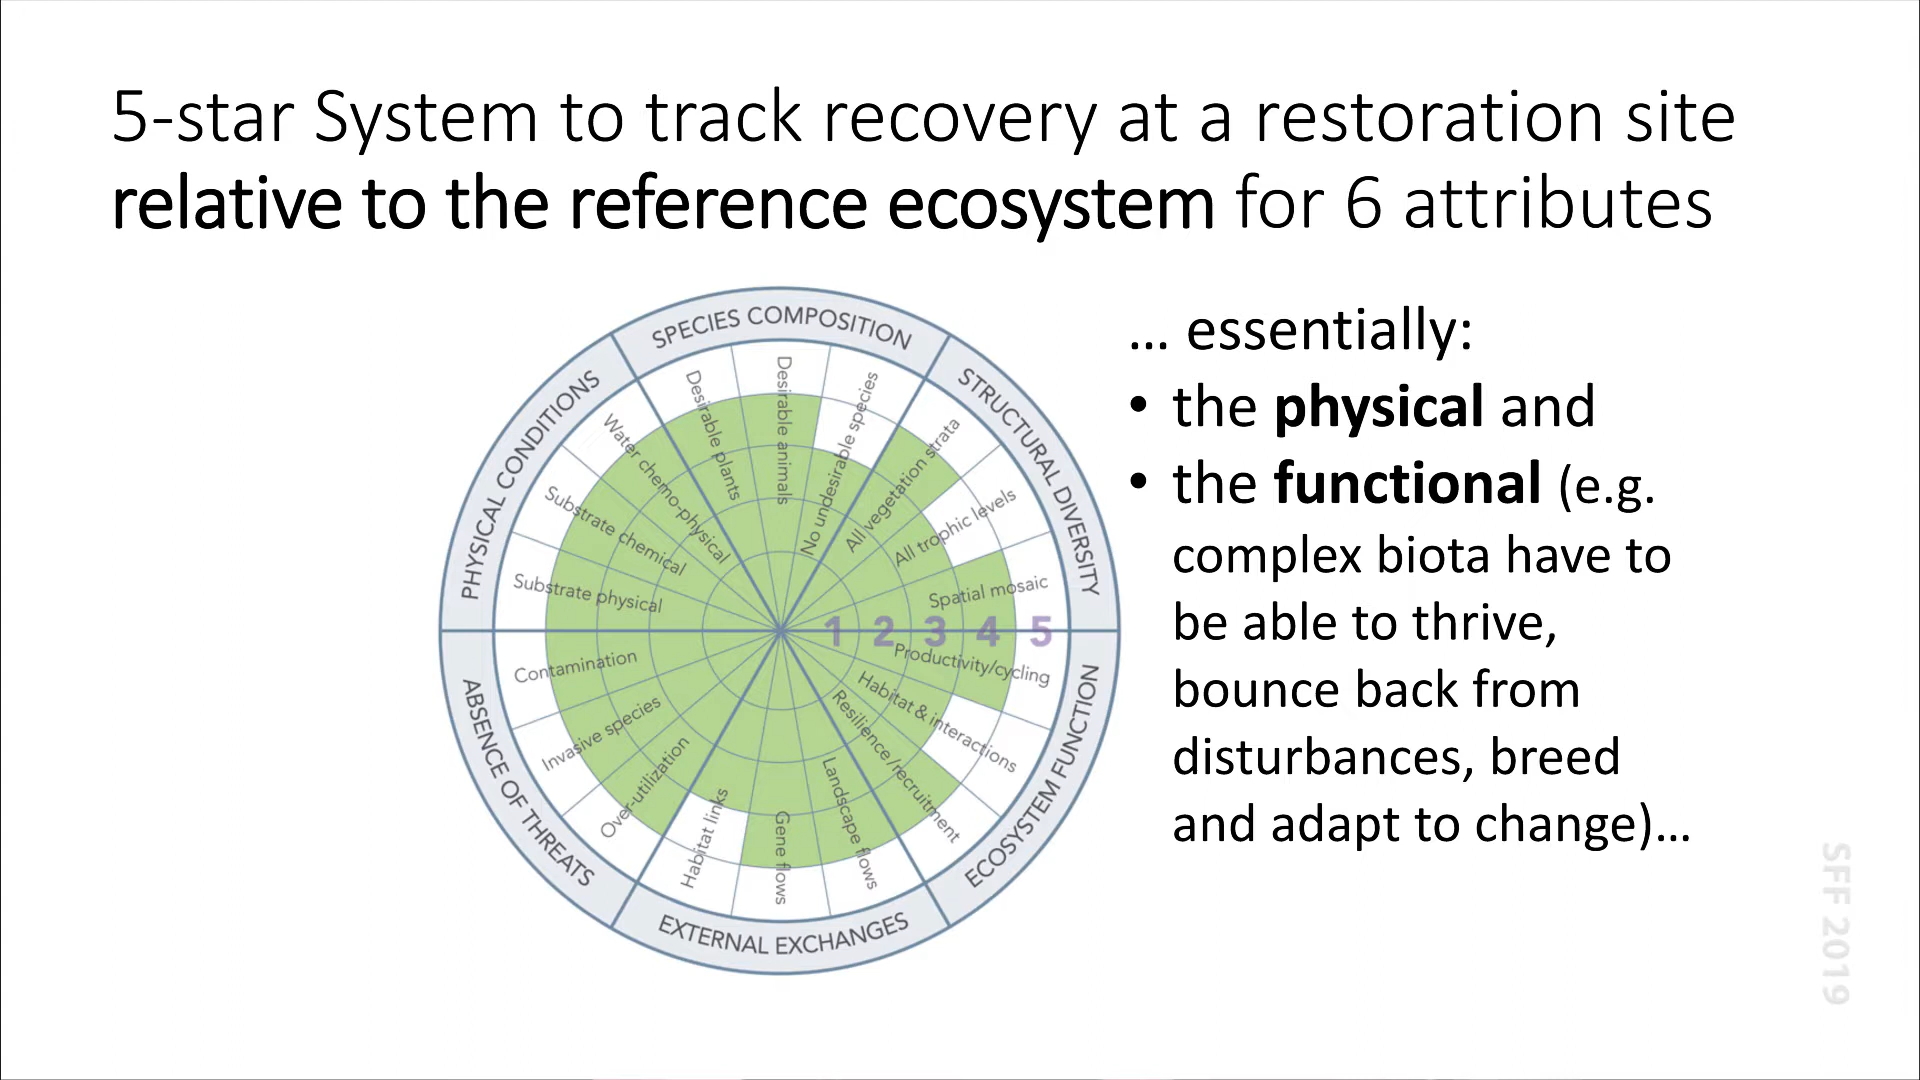 5-star System to track recovery at a restoration site
relative to the reference ecosystem for 6 attributes
SPECIES COMPOSITION
Desirable plants
Desirable animals
No undesirable species
STRUCTURAL DIVERSITY
All vegetation strata
All trophic levels
Spatial mosaic
1 2 3 4 5
ECOSYSTEM FUNCTION
Productivity/cycling
Habitat & interactions
Resilience/recruitment
EXTERNAL EXCHANGES
Landscape flows
Gene flows
Habitat links
ABSENCE OF THREATS
Over-utilization
Invasive species
Contamination
PHYSICAL CONDITIONS
Substrate physical
Substrate chemical
Water chemo-physical
... essentially:
• the physical and
• the functional (e.g.
complex biota have to
be able to thrive,
bounce back from
disturbances, breed
and adapt to change)...
SFF 2019